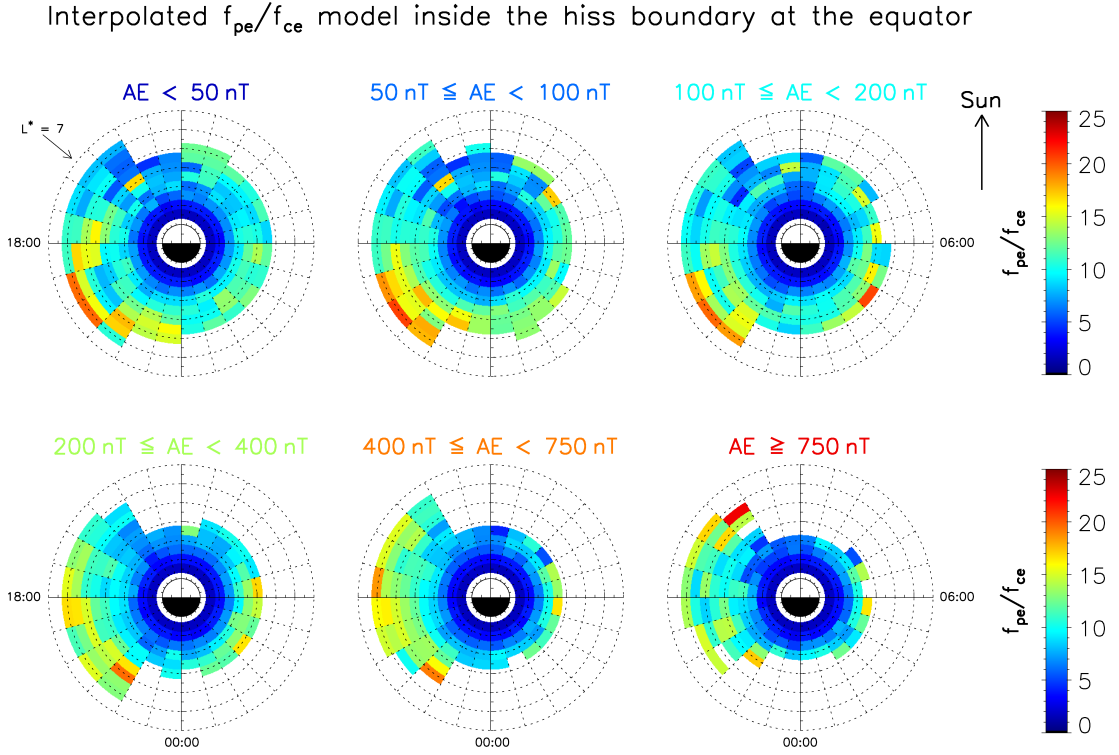 Interpolated fpe/fce model inside the hiss boundary at the equator
AE < 50 nT
50 nT ≦ AE < 100 nT
100 nT ≦ AE < 200 nT
L* = 7
Sun
18:00
06:00
25
20
15
10
5
0
fpe/fce
200 nT ≦ AE < 400 nT
400 nT ≦ AE < 750 nT
AE ≧ 750 nT
18:00
06:00
25
20
15
10
5
0
fpe/fce
00:00
00:00
00:00